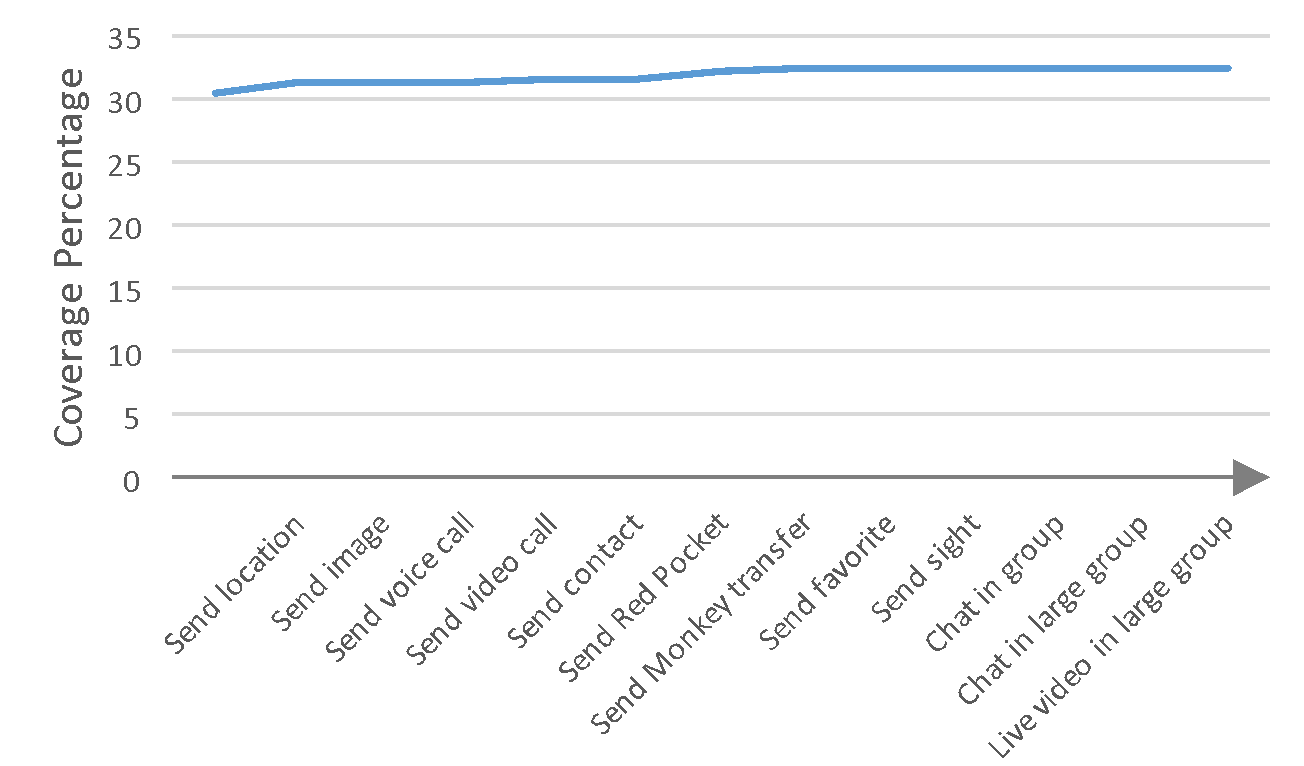 Coverage Percentage
35
30
25
20
15
10
5
0
Send location
Send image
Send voice call
Send video call
Send contact
Send Red Pocket
Send Monkey transfer
Send favorite
Send sight
Chat in group
Chat in large group
Live video in large group